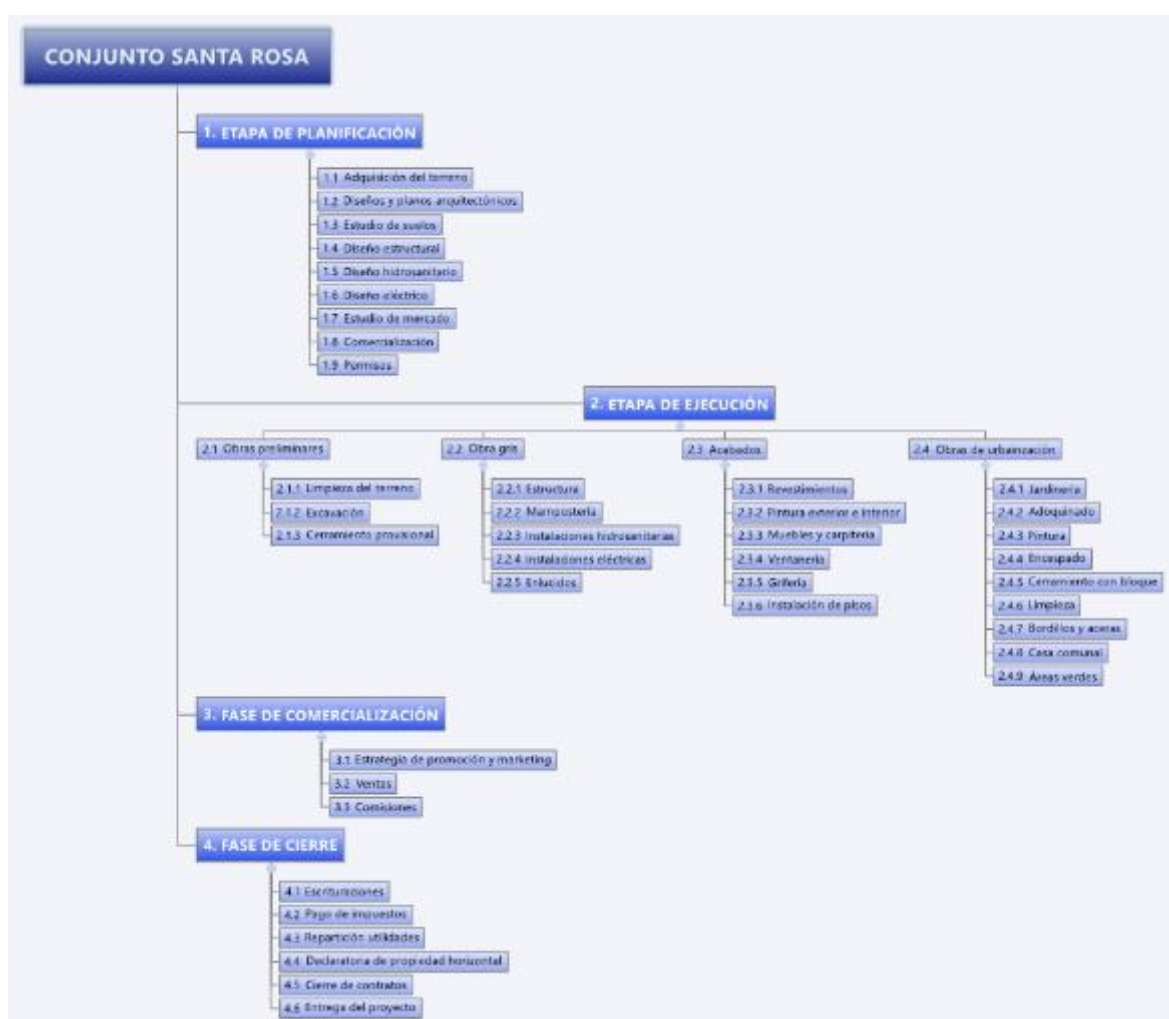 CONJUNTO SANTA ROSA
1. ETAPA DE PLANIFICACIÓN
1.1 Adquisición del terreno
1.2 Diseños y planos arquitectónicos
1.3 Estudio de suelos
1.4 Diseño estructural
1.5 Diseño hidrosanitario
1.6 Diseño eléctrico
1.7 Estudio de mercado
1.8 Comercialización
1.9 Permisos
2. ETAPA DE EJECUCIÓN
2.1 Obras preliminares
2.1.1 Limpieza del terreno
2.1.2 Excavación
2.1.3 Cerramiento provisional
2.2 Obra gris
2.2.1 Estructura
2.2.2 Mampostería
2.2.3 Instalaciones hidrosanitarias
2.2.4 Instalaciones eléctricas
2.2.5 Enlucidos
2.3 Acabados
2.3.1 Revestimientos
2.3.2 Pintura exterior e interior
2.3.3 Muebles y carpitería
2.3.4 Ventanería
2.3.5 Grifería
2.3.6 Instalación de pisos
2.4 Obras de urbanización
2.4.1 Jardinería
2.4.2 Adoquinado
2.4.3 Pintura
2.4.4 Encespado
2.4.5 Cerramiento con bloque
2.4.6 Limpieza
2.4.7 Bordillos y aceras
2.4.8 Casa comunal
2.4.9 Áreas verdes
3. FASE DE COMERCIALIZACIÓN
3.1 Estrategia de promoción y marketing
3.2 Ventas
3.3 Comisiones
4. FASE DE CIERRE
4.1 Escrituraciones
4.2 Pago de impuestos
4.3 Repartición utilidades
4.4 Declaratoria de propiedad horizontal
4.5 Cierre de contratos
4.6 Entrega del proyecto